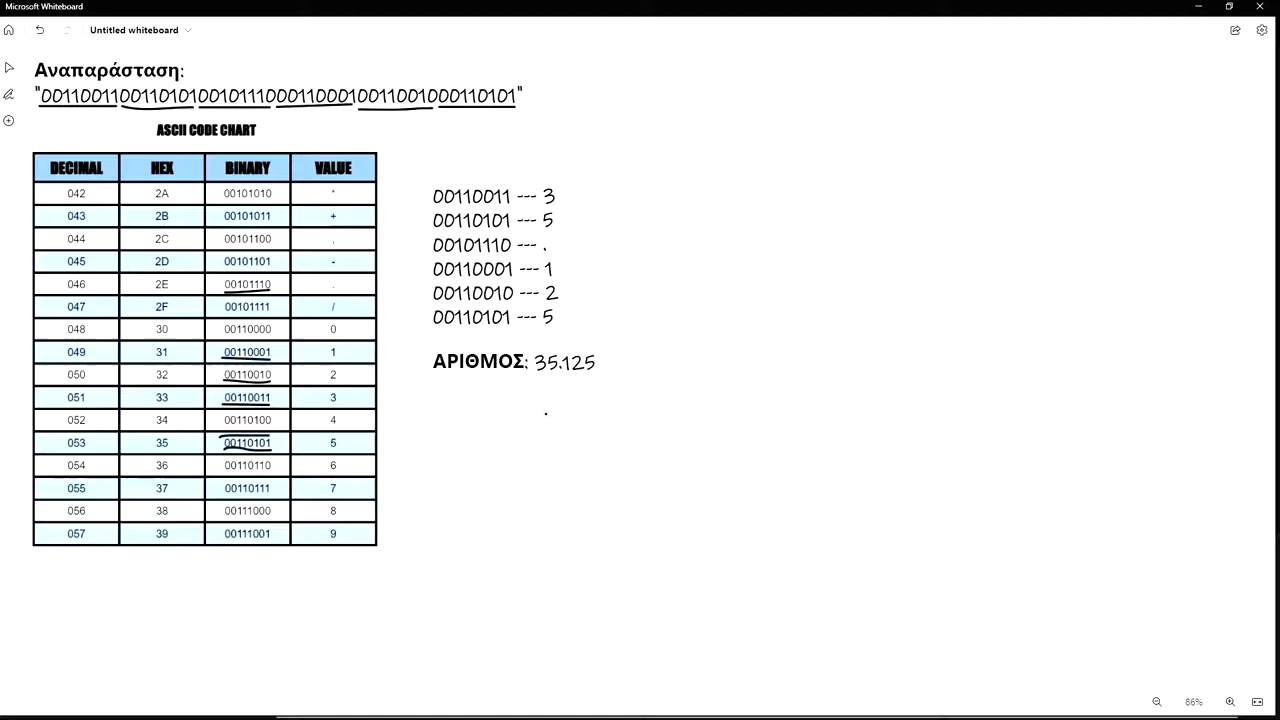 Microsoft Whiteboard
Untitled whiteboard
Αναπαράσταση:
"001100110011010100101110001100010011001000110101"
ASCII CODE CHART
DECIMAL HEX BINARY VALUE
042 2A 00101010 *
043 2B 00101011 +
044 2C 00101100 ,
045 2D 00101101 -
046 2E 00101110 .
047 2F 00101111 /
048 30 00110000 0
049 31 00110001 1
050 32 00110010 2
051 33 00110011 3
052 34 00110100 4
053 35 00110101 5
054 36 00110110 6
055 37 00110111 7
056 38 00111000 8
057 39 00111001 9
00110011 --- 3
00110101 --- 5
00101110 --- .
00110001 --- 1
00110010 --- 2
00110101 --- 5
ΑΡΙΘΜΟΣ: 35.125
86%